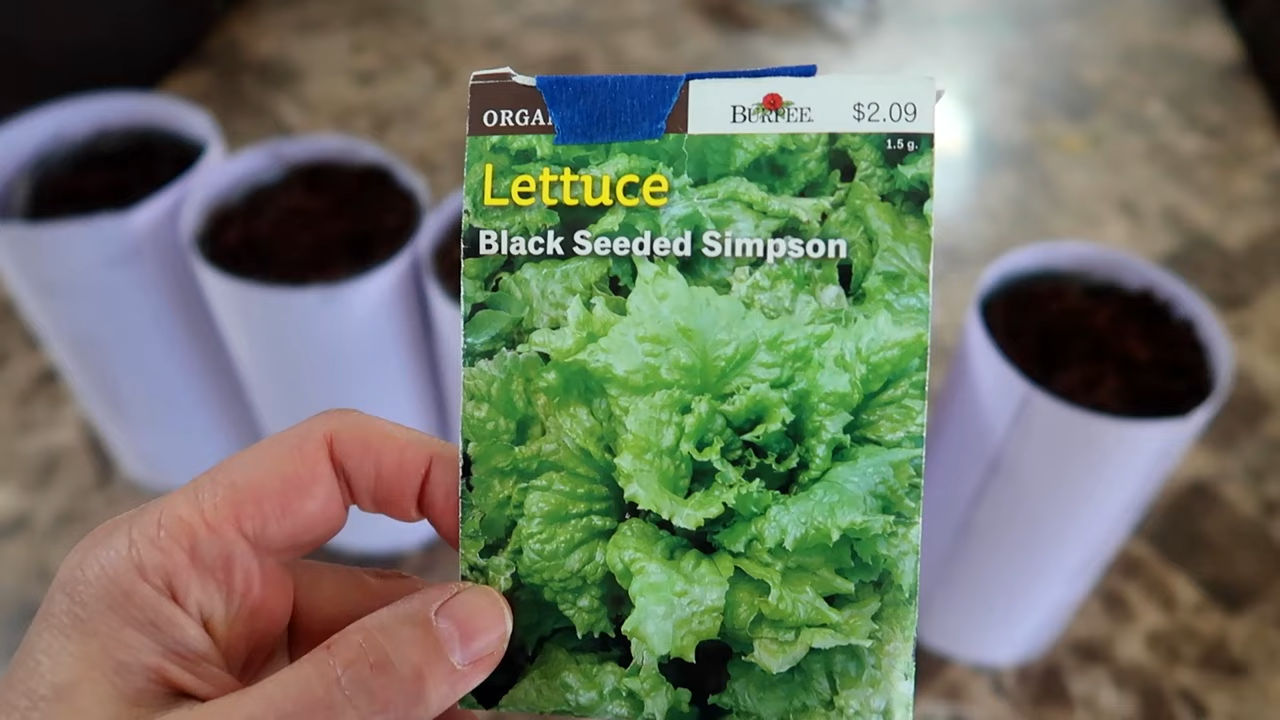 ORGA
BURPEE
$2.09
1.5 g.
Lettuce
Black Seeded Simpson